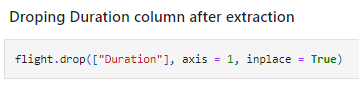 Droping Duration column after extraction
flight.drop(["Duration"], axis = 1, inplace = True)